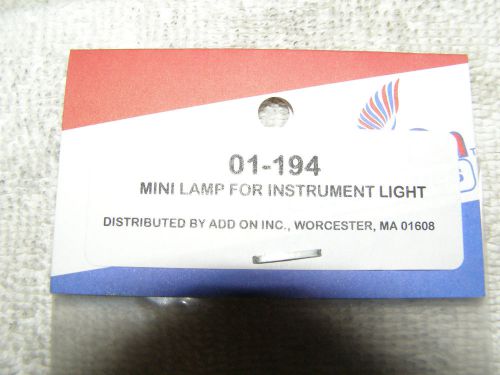 01-194
MINI LAMP FOR INSTRUMENT LIGHT
DISTRIBUTED BY ADD ON INC., WORCESTER, MA 01608